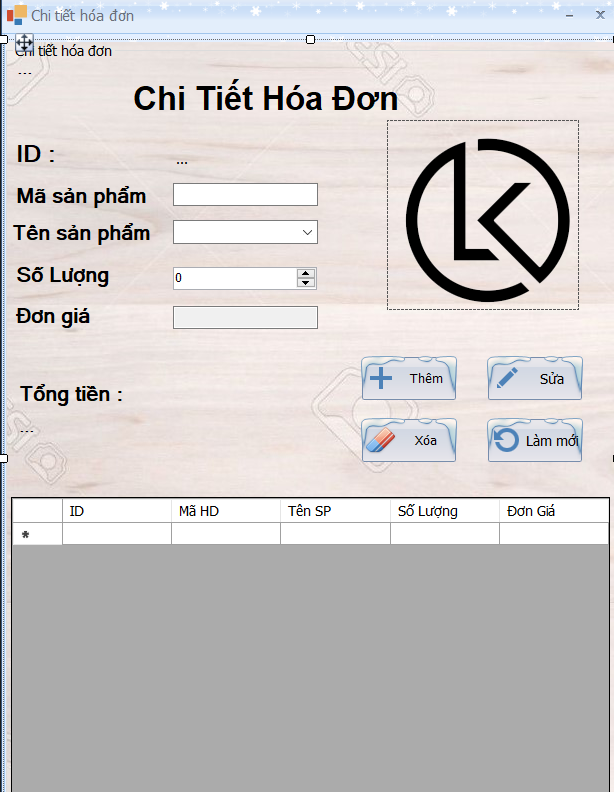 Chi tiết hóa đơn
Chi tiết hóa đơn
...
Chi Tiết Hóa Đơn
ID : ...
Mã sản phẩm
Tên sản phẩm
Số Lượng 0
Đơn giá
Thêm Sửa
Tổng tiền :
...
Xóa Làm mới
ID Mã HD Tên SP Số Lượng Đơn Giá
*